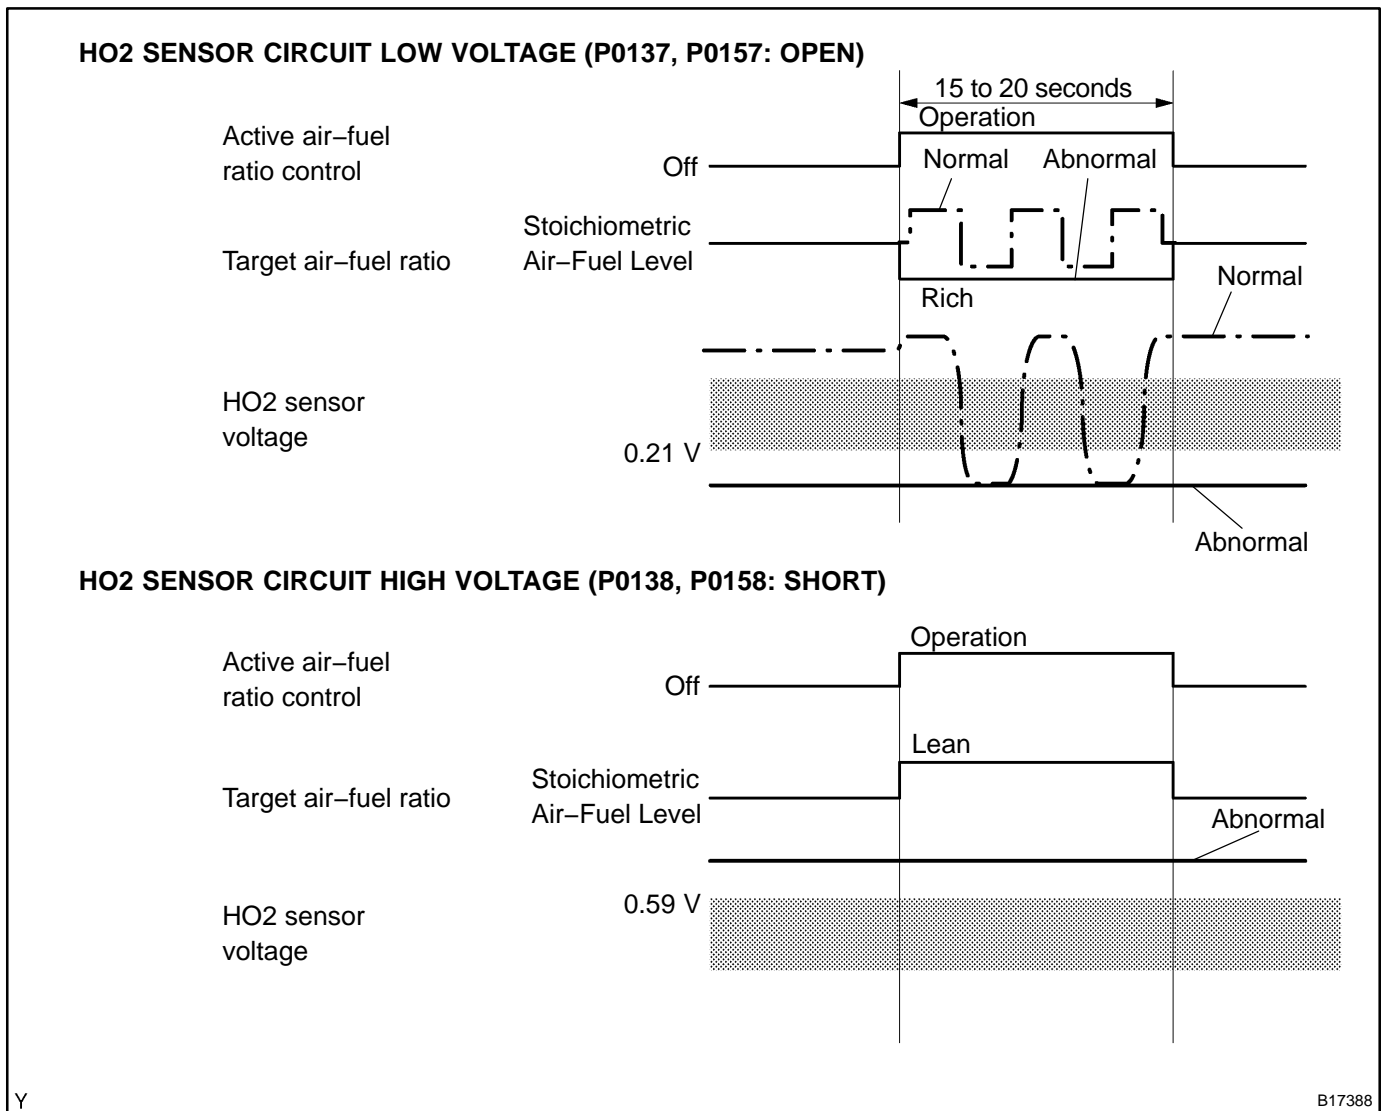 HO2 SENSOR CIRCUIT LOW VOLTAGE (P0137, P0157: OPEN)
15 to 20 seconds
Operation
Active air−fuel
ratio control
Off
Normal
Abnormal
Stoichiometric
Air−Fuel Level
Target air−fuel ratio
Rich
Normal
HO2 sensor
voltage
0.21 V
Abnormal
HO2 SENSOR CIRCUIT HIGH VOLTAGE (P0138, P0158: SHORT)
Operation
Active air−fuel
ratio control
Off
Lean
Stoichiometric
Air−Fuel Level
Target air−fuel ratio
Abnormal
0.59 V
HO2 sensor
voltage
Y
B17388